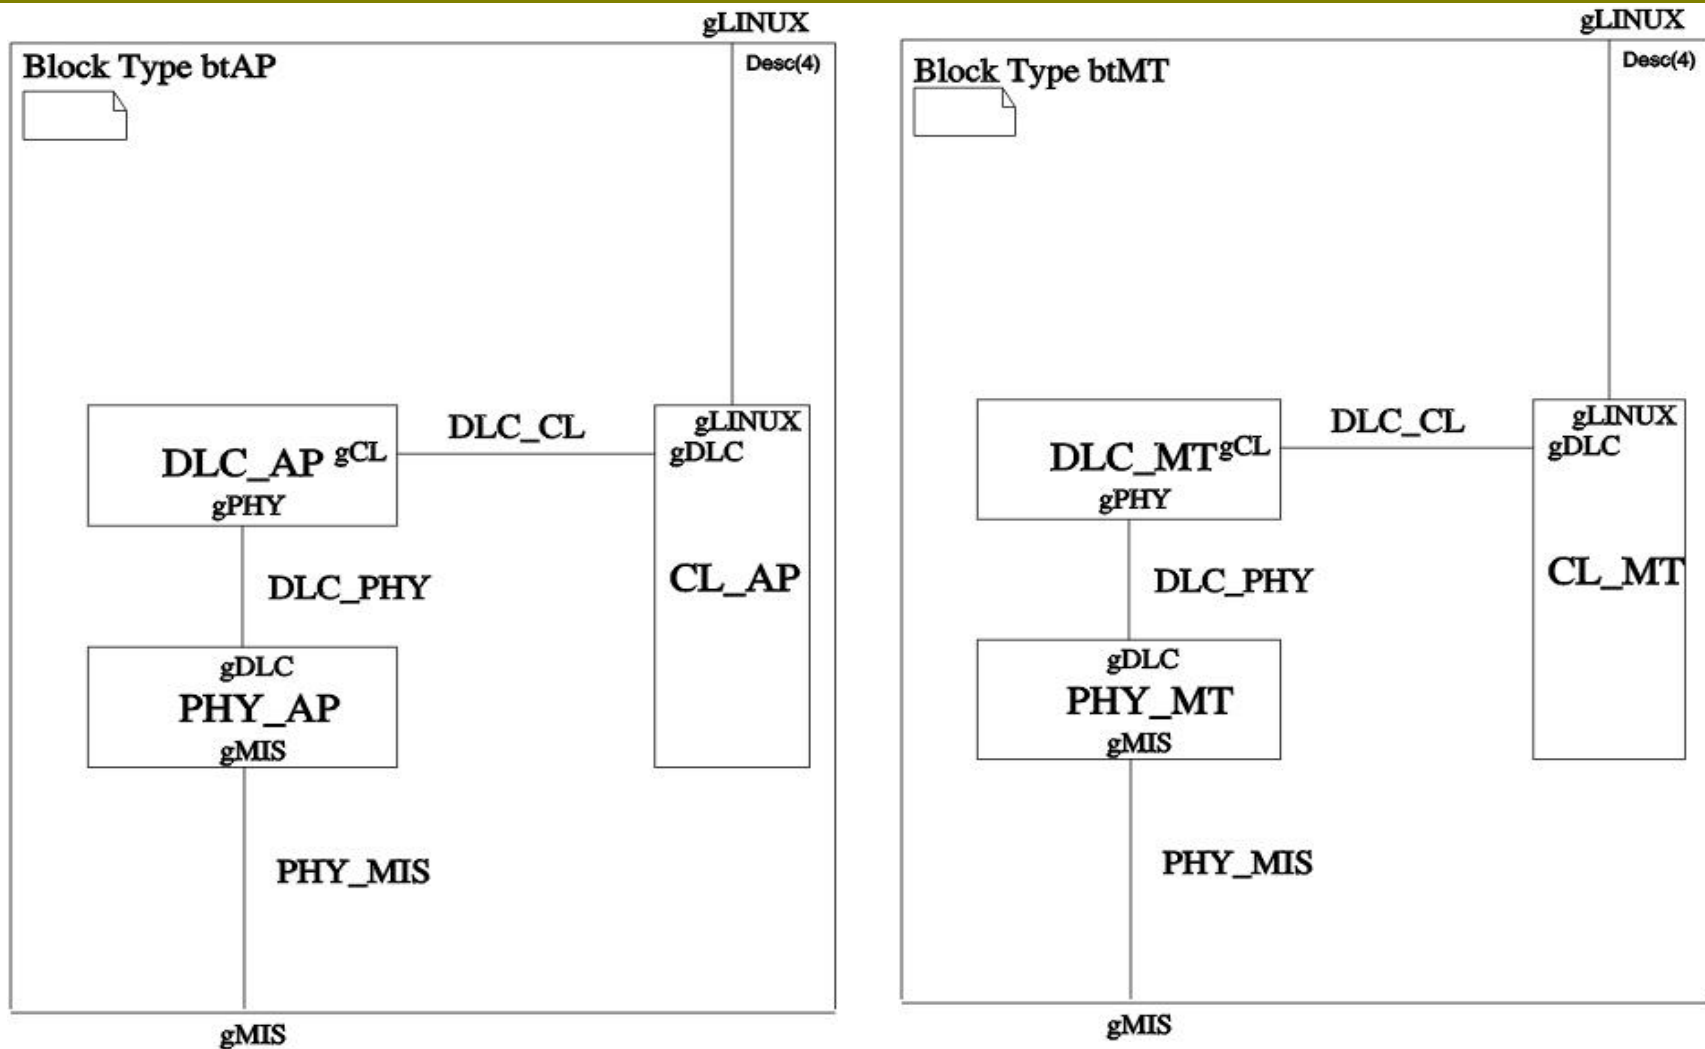 gLINUX
Block Type btAP
Desc(4)
gLINUX
DLC_CL
gDLC
DLC_AP
gCL
gPHY
DLC_PHY
CL_AP
gDLC
PHY_AP
gMIS
PHY_MIS
gMIS
gLINUX
Block Type btMT
Desc(4)
gLINUX
DLC_CL
gDLC
DLC_MT
gCL
gPHY
DLC_PHY
CL_MT
gDLC
PHY_MT
gMIS
PHY_MIS
gMIS